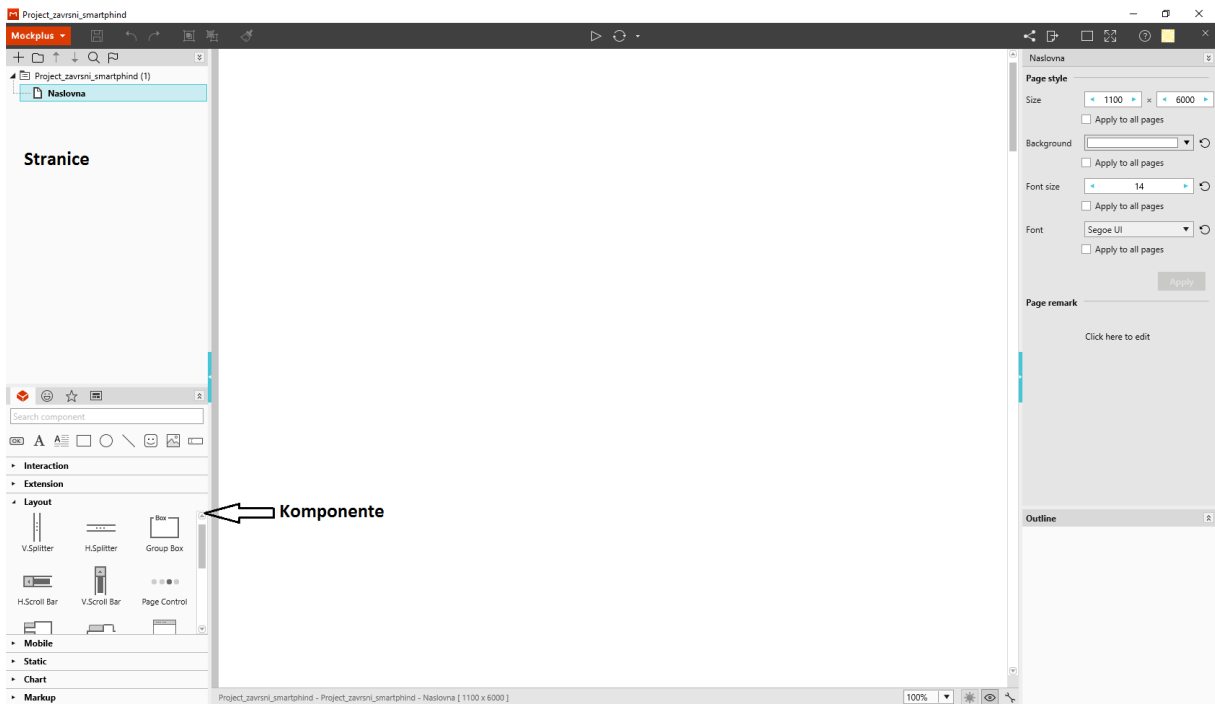 Project_zavrsni_smartphind
Mockplus
Project_zavrsni_smartphind (1)
Naslovna
Stranice
Search component
OK A A
Interaction
Extension
Layout
Box
V.Splitter H.Splitter Group Box
H.Scroll Bar V.Scroll Bar Page Control
Mobile
Static
Chart
Markup
Komponente
Project_zavrsni_smartphind - Project_zavrsni_smartphind - Naslovna [ 1100 x 6000 ]
100%
Naslovna
Page style
Size 1100 × 6000
Apply to all pages
Background
Apply to all pages
Font size 14
Apply to all pages
Font Segoe UI
Apply to all pages
Apply
Page remark
Click here to edit
Outline